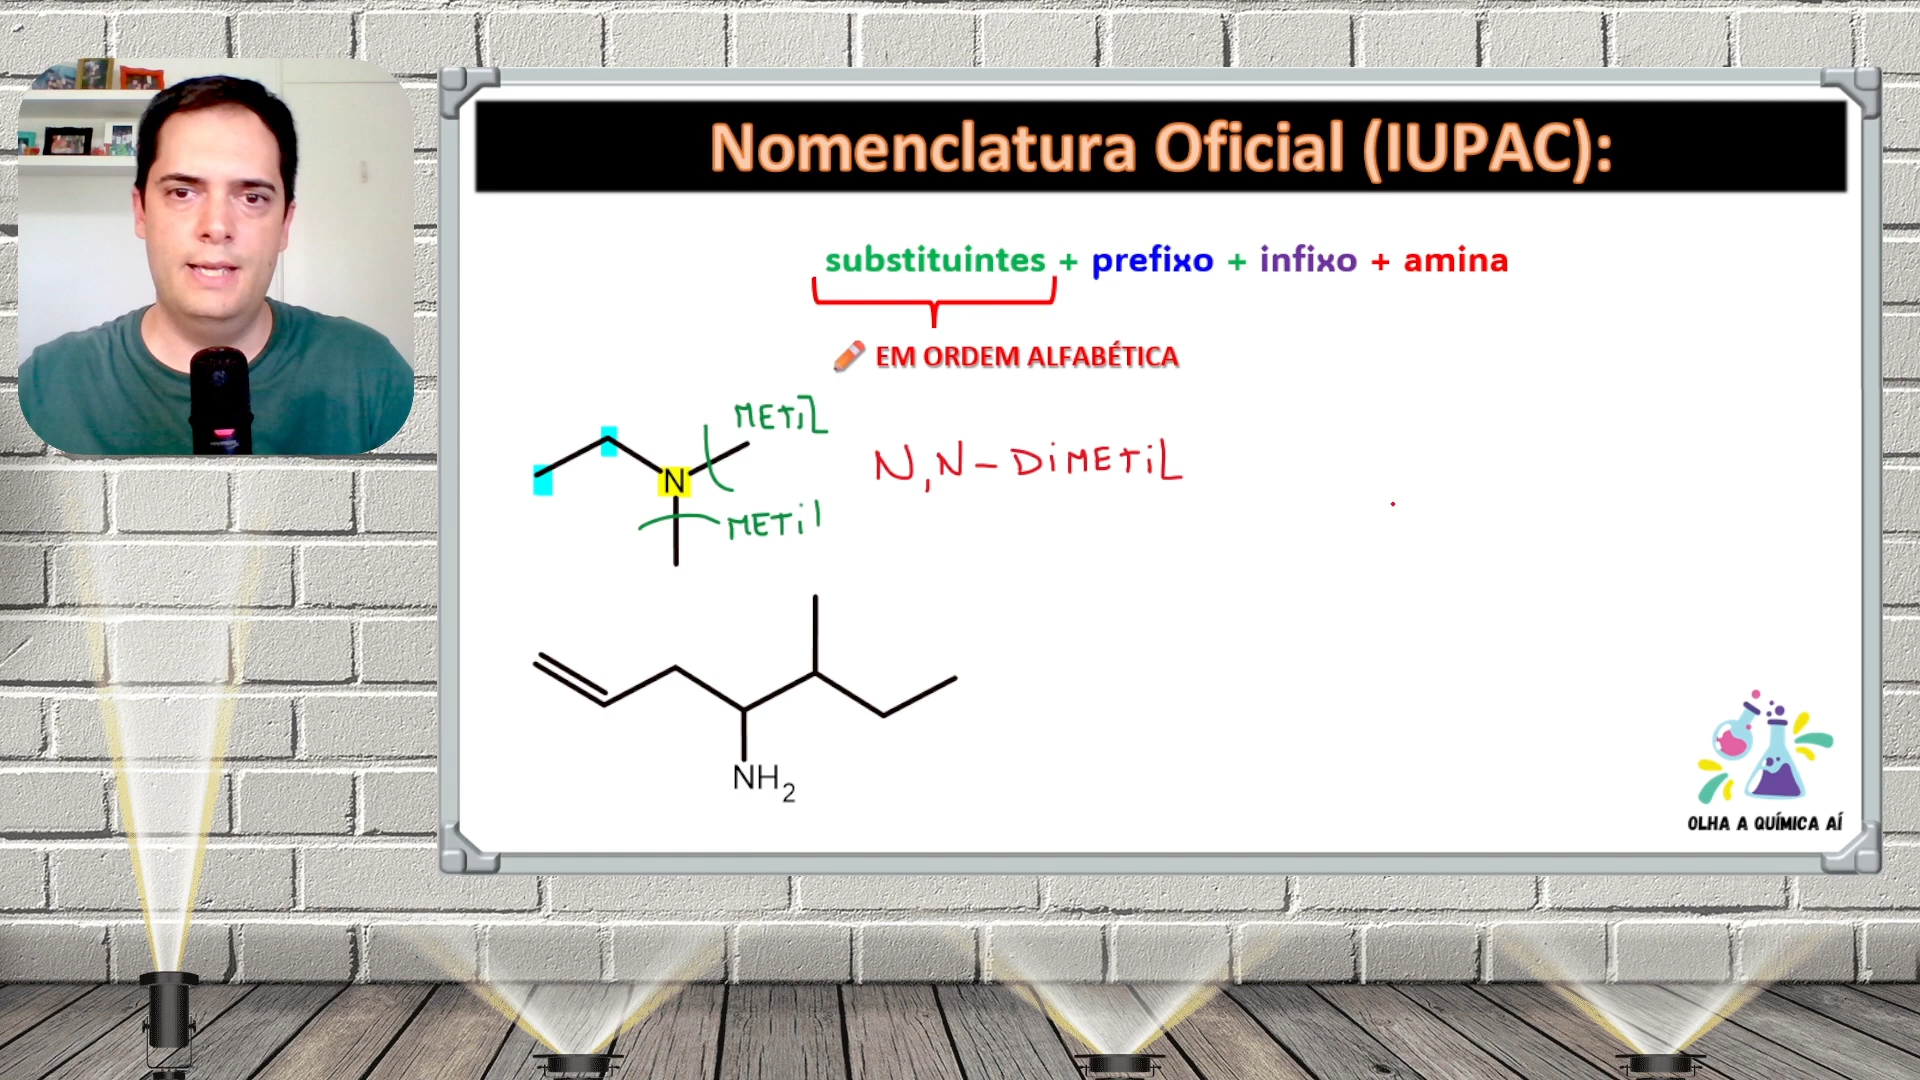 Nomenclatura Oficial (IUPAC):
substituintes + prefixo + infixo + amina
EM ORDEM ALFABÉTICA
METIL
N
N,N-DiMETiL
METil
NH2
OLHA A QUÍMICA AÍ